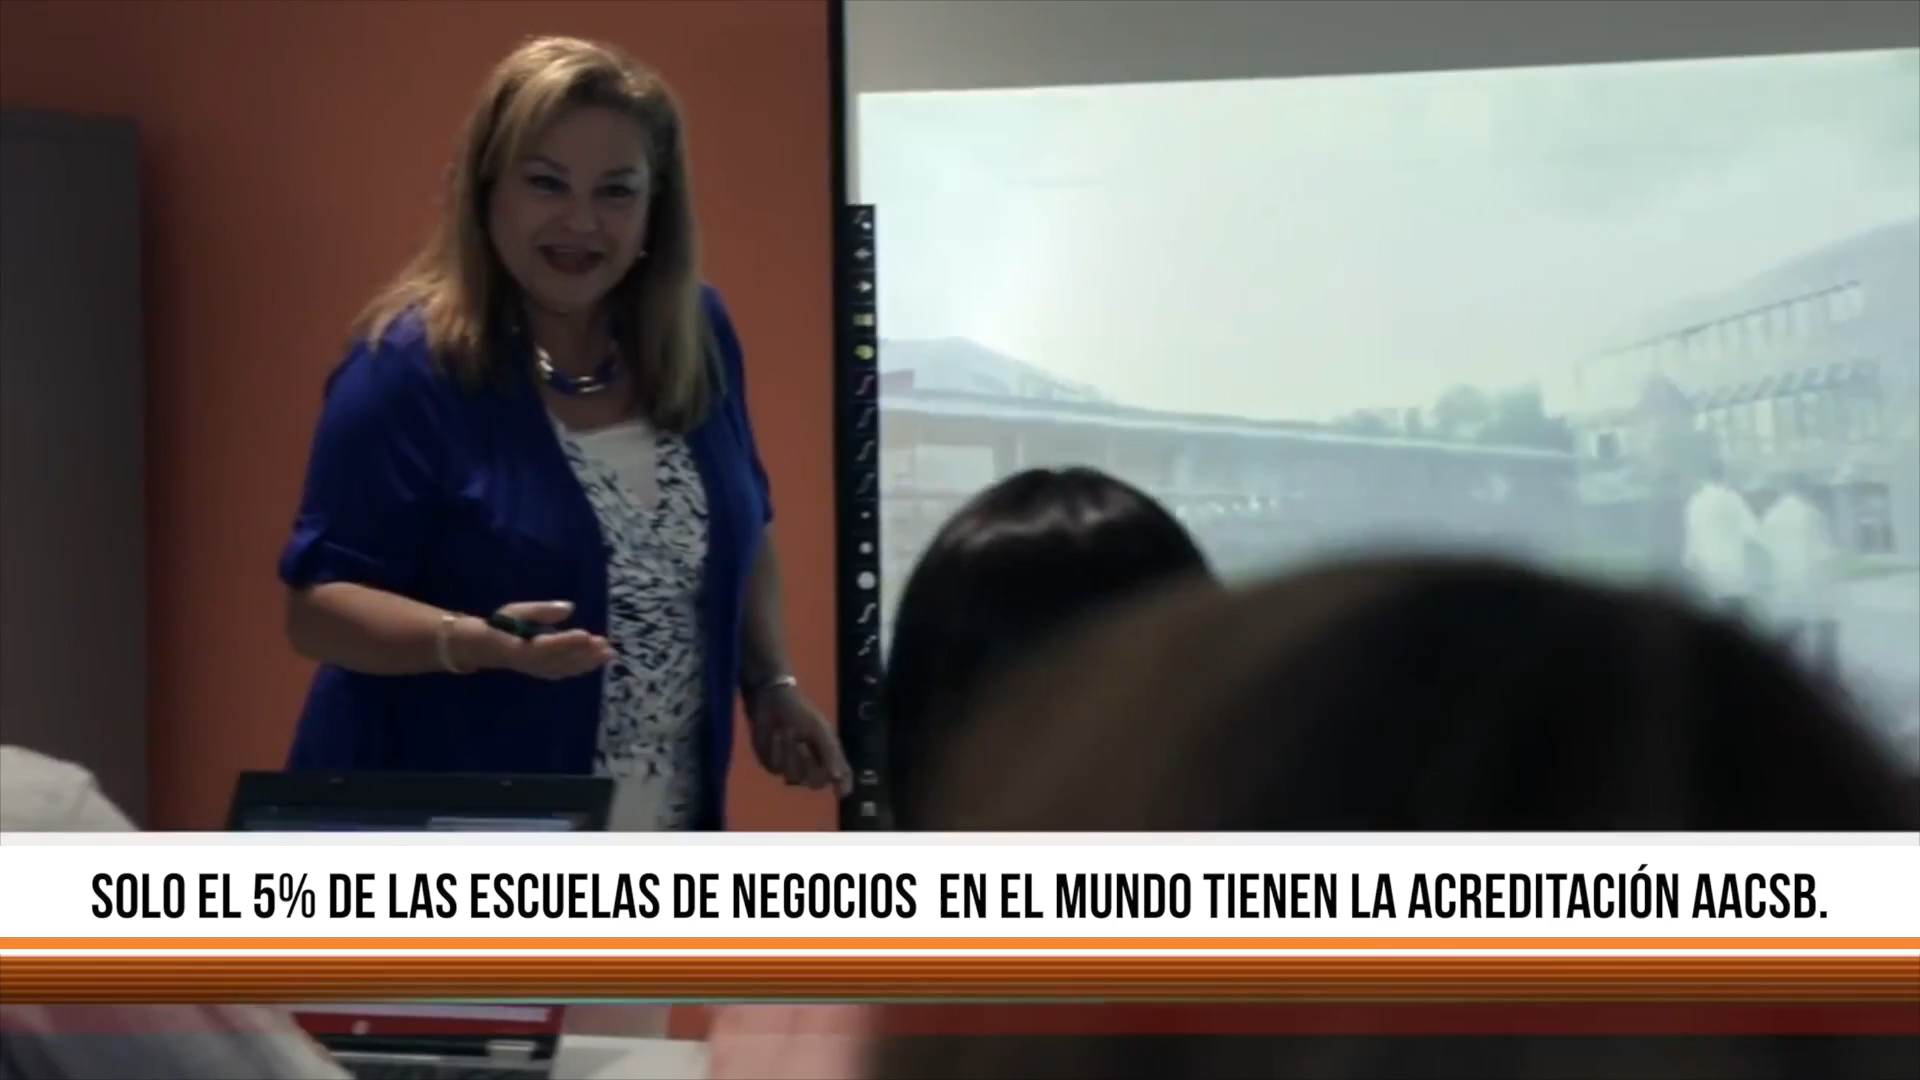 SOLO EL 5% DE LAS ESCUELAS DE NEGOCIOS EN EL MUNDO TIENEN LA ACREDITACIÓN AACSB.